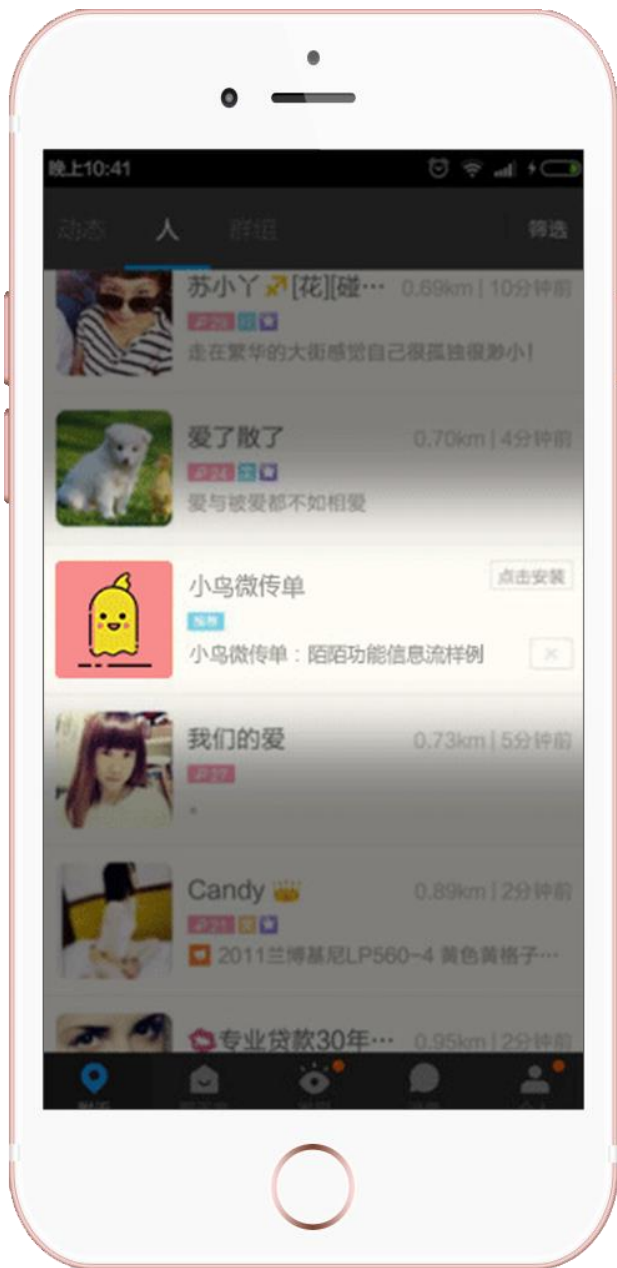 晚上10:41
动态 人 群组 筛选
苏小丫♐[花][碰… 0.69km | 10分钟前
♀25
走在繁华的大街感觉自己很孤独很渺小！
爱了散了 0.70km | 4分钟前
♀24
爱与被爱都不如相爱
小鸟微传单 点击安装
推荐
小鸟微传单：陌陌功能信息流样例
我们的爱 0.73km | 5分钟前
♀27
。
Candy 👑 0.89km | 2分钟前
♀21
2011兰博基尼LP560-4 黄色黄格子…
专业贷款30年… 0.95km | 2分钟前